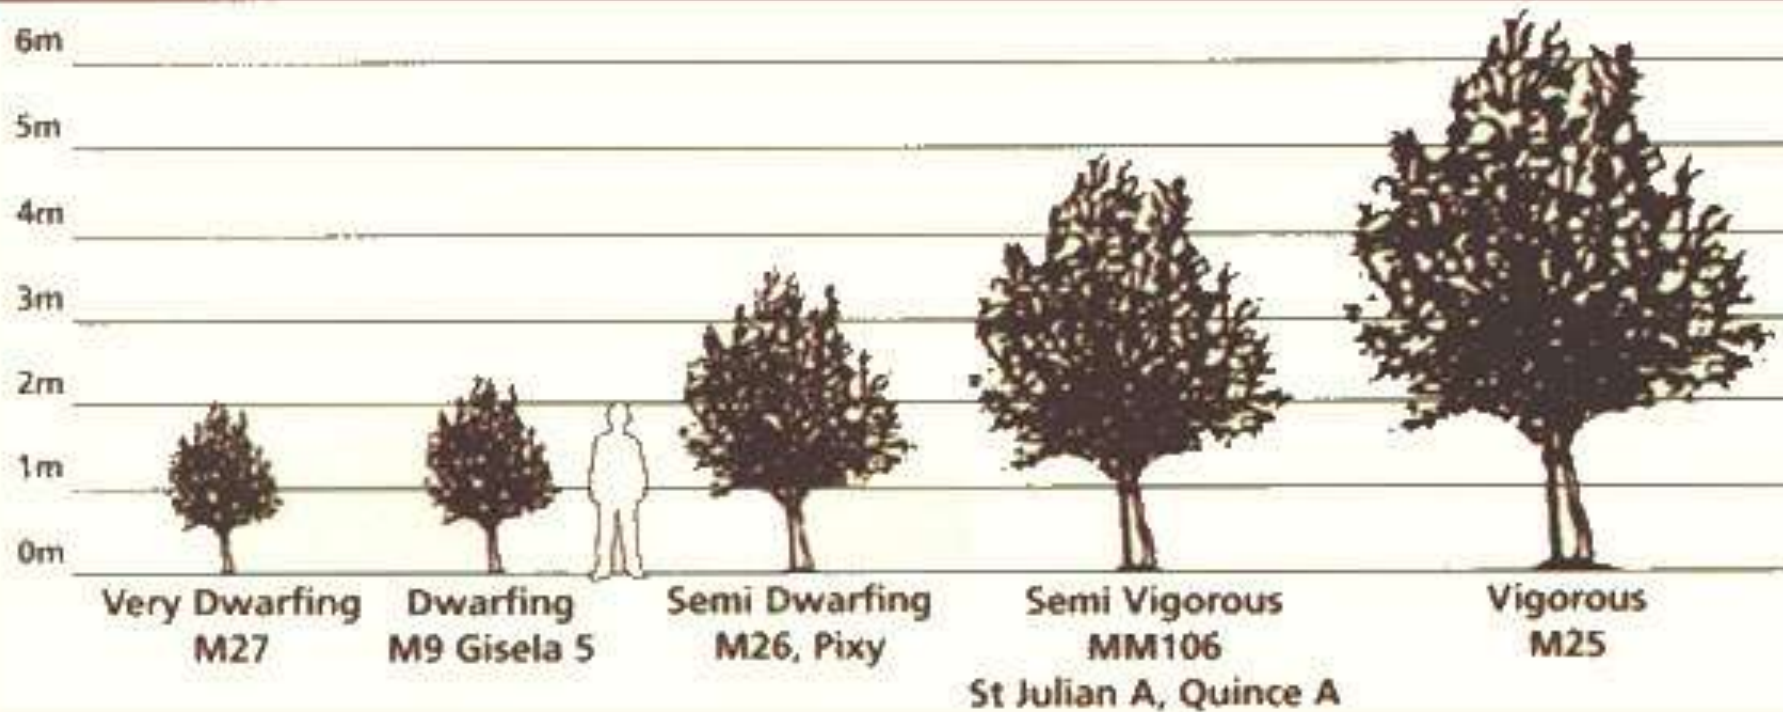 6m
5m
4m
3m
2m
1m
0m
Very Dwarfing
M27
Dwarfing
M9 Gisela 5
Semi Dwarfing
M26, Pixy
Semi Vigorous
MM106
St Julian A, Quince A
Vigorous
M25